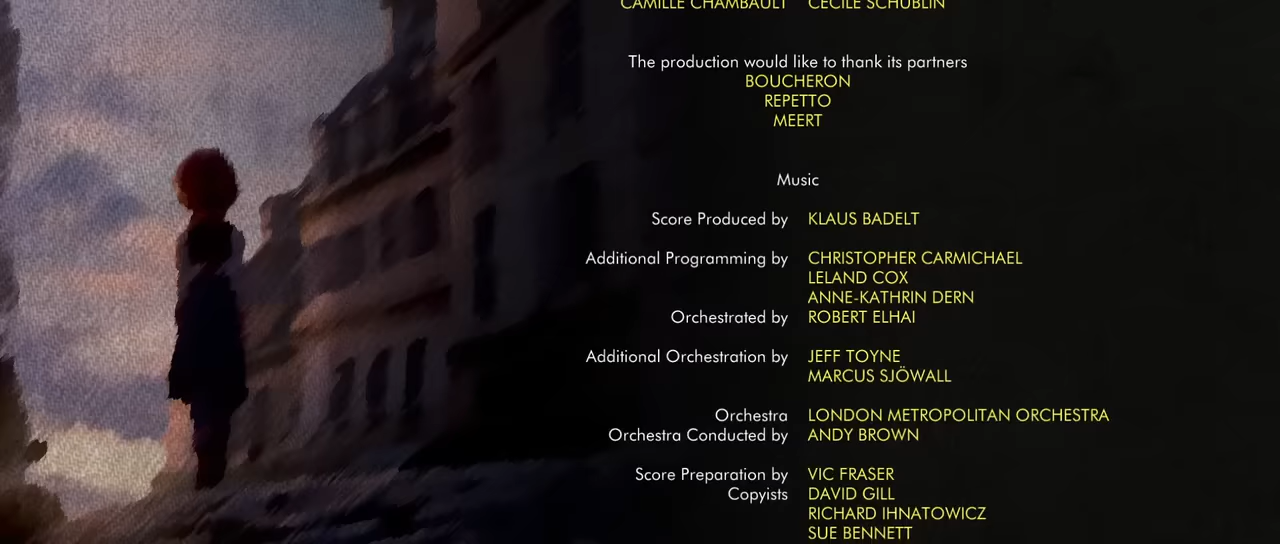 CAMILLE CHAMBAULT CECILE SCHUBLIN
The production would like to thank its partners
BOUCHERON
REPETTO
MEERT
Music
Score Produced by KLAUS BADELT
Additional Programming by CHRISTOPHER CARMICHAEL
LELAND COX
ANNE-KATHRIN DERN
Orchestrated by ROBERT ELHAI
Additional Orchestration by JEFF TOYNE
MARCUS SJÖWALL
Orchestra LONDON METROPOLITAN ORCHESTRA
Orchestra Conducted by ANDY BROWN
Score Preparation by VIC FRASER
Copyists DAVID GILL
RICHARD IHNATOWICZ
SUE BENNETT